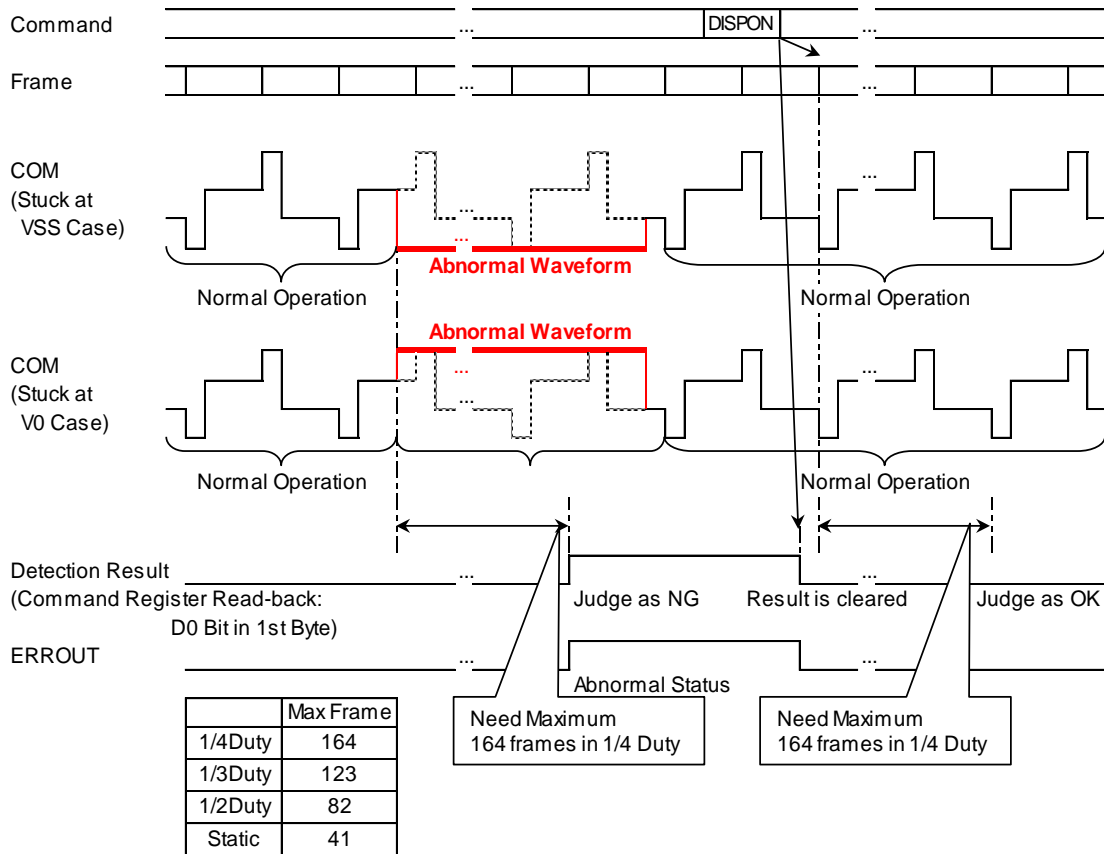 Command
...
DISPON
...
Frame
...
...
COM
(Stuck at
VSS Case)
...
...
...
Abnormal Waveform
Normal Operation
Normal Operation
Abnormal Waveform
COM
(Stuck at
V0 Case)
...
...
...
Normal Operation
Normal Operation
Detection Result
(Command Register Read-back:
D0 Bit in 1st Byte)
...
...
Judge as NG
Result is cleared
Judge as OK
ERROUT
...
...
Abnormal Status
Need Maximum
164 frames in 1/4 Duty
Need Maximum
164 frames in 1/4 Duty
Max Frame
1/4Duty 164
1/3Duty 123
1/2Duty 82
Static 41